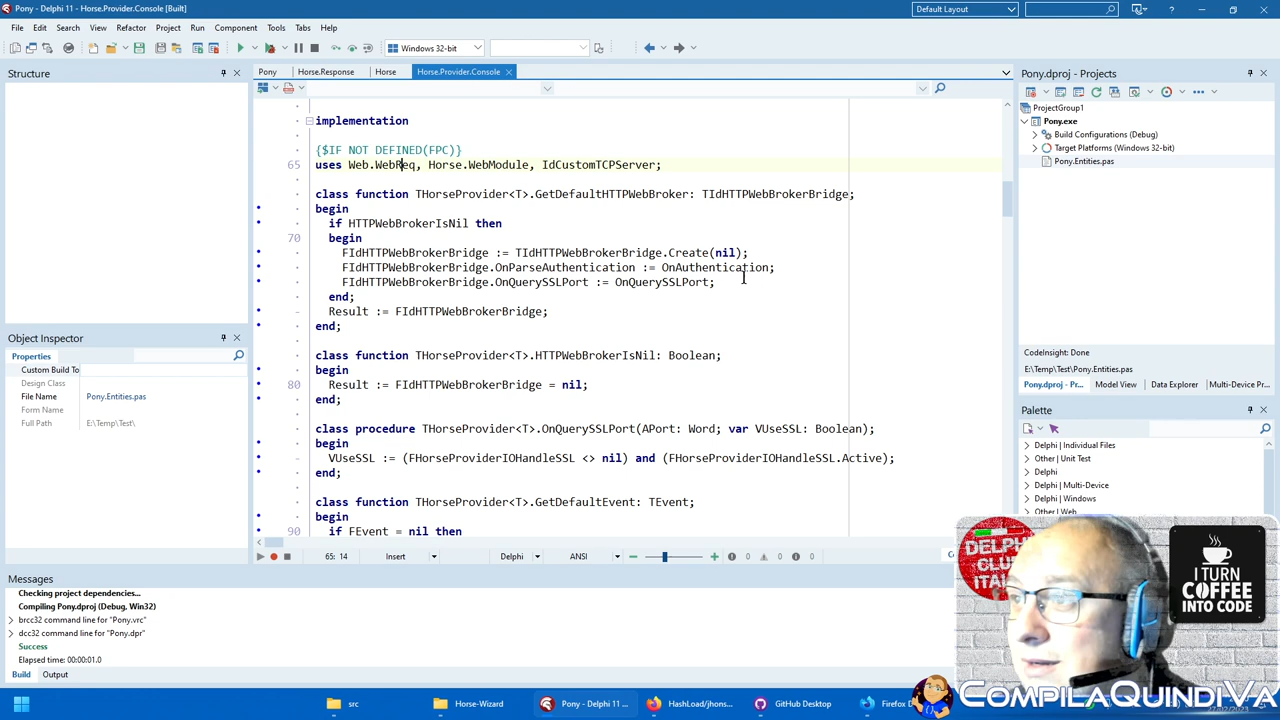 Pony - Delphi 11 - Horse.Provider.Console [Built]
Default Layout
File Edit Search View Refactor Project Run Component Tools Tabs Help
Windows 32-bit
Structure
Pony Horse.Response Horse Horse.Provider.Console
implementation
{$IF NOT DEFINED(FPC)}
65 uses Web.WebReq, Horse.WebModule, IdCustomTCPServer;
class function THorseProvider<T>.GetDefaultHTTPWebBroker: TIdHTTPWebBrokerBridge;
begin
if HTTPWebBrokerIsNil then
70 begin
FIdHTTPWebBrokerBridge := TIdHTTPWebBrokerBridge.Create(nil);
FIdHTTPWebBrokerBridge.OnParseAuthentication := OnAuthentication;
FIdHTTPWebBrokerBridge.OnQuerySSLPort := OnQuerySSLPort;
end;
Result := FIdHTTPWebBrokerBridge;
end;
class function THorseProvider<T>.HTTPWebBrokerIsNil: Boolean;
begin
80 Result := FIdHTTPWebBrokerBridge = nil;
end;
class procedure THorseProvider<T>.OnQuerySSLPort(APort: Word; var VUseSSL: Boolean);
begin
VUseSSL := (FHorseProviderIOHandleSSL <> nil) and (FHorseProviderIOHandleSSL.Active);
end;
class function THorseProvider<T>.GetDefaultEvent: TEvent;
begin
90 if FEvent = nil then
65: 14 Insert Delphi ANSI 0 0 0
Object Inspector
Properties
Custom Build To
Design Class
File Name Pony.Entities.pas
Form Name
Full Path E:\Temp\Test\
Pony.dproj - Projects
ProjectGroup1
Pony.exe
Build Configurations (Debug)
Target Platforms (Windows 32-bit)
Pony.Entities.pas
CodeInsight: Done
E:\Temp\Test\Pony.Entities.pas
Pony.dproj - Pr... Model View Data Explorer Multi-Device Pr...
Palette
Delphi | Individual Files
Other | Unit Test
Delphi
Delphi | Multi-Device
Delphi | Windows
Other | Web
Messages
Checking project dependencies...
Compiling Pony.dproj (Debug, Win32)
brcc32 command line for "Pony.vrc"
dcc32 command line for "Pony.dpr"
Success
Elapsed time: 00:00:01.0
Build Output
DELPHI
CLUB
I TURN
COFFEE
INTO CODE
COMPILAQUINDIVA
src Horse-Wizard Pony - Delphi 11 ... HashLoad/jhons... GitHub Desktop